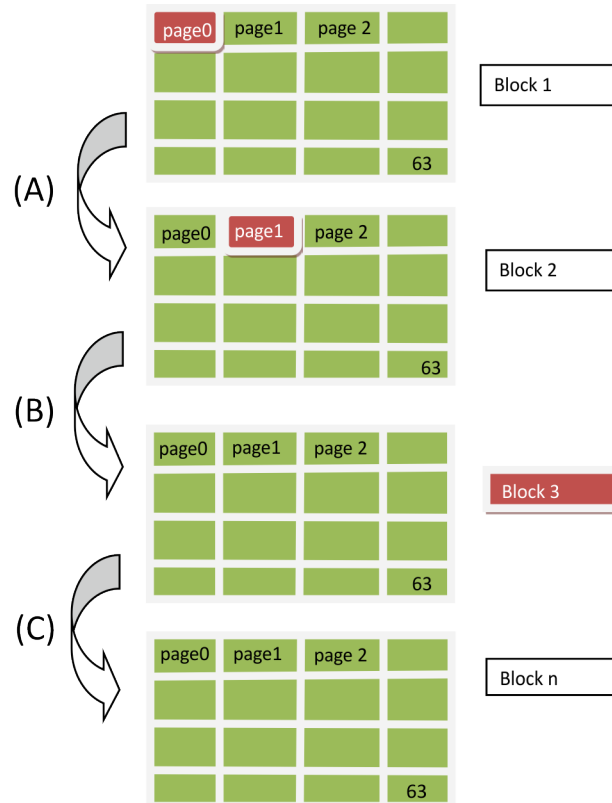 page0 page1 page 2
Block 1
63
(A)
page0 page1 page 2
Block 2
63
(B)
page0 page1 page 2
Block 3
63
(C)
page0 page1 page 2
Block n
63